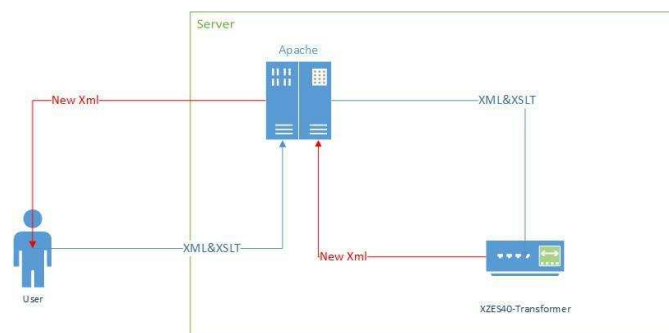 Server
Apache
New Xml
XML&XSLT
XML&XSLT
New Xml
User
XZES40-Transformer